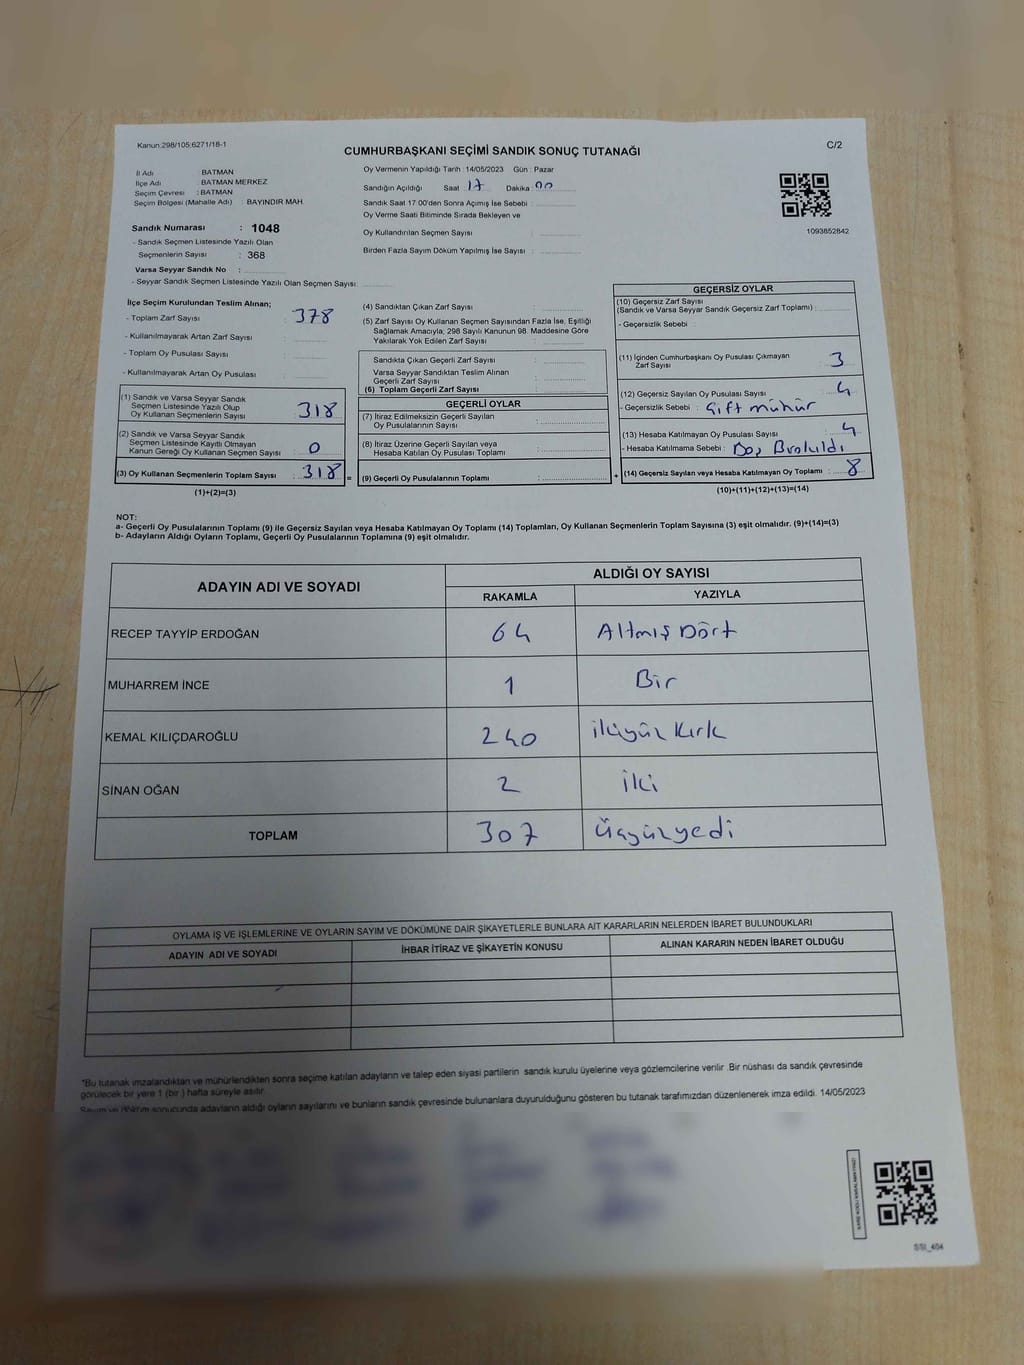 Kanun:298/105;6271/18-1
CUMHURBAŞKANI SEÇİMİ SANDIK SONUÇ TUTANAĞI
C/2
İl Adı : BATMAN
İlçe Adı : BATMAN MERKEZ
Seçim Çevresi : BATMAN
Seçim Bölgesi (Mahalle Adı) : BAYINDIR MAH.
Oy Vermenin Yapıldığı Tarih : 14/05/2023 Gün : Pazar
Sandığın Açıldığı Saat : 17 Dakika : 00
Sandık Saat 17:00'den Sonra Açımış İse Sebebi :
Oy Verme Saati Bitiminde Sırada Bekleyen ve
Oy Kullandırılan Seçmen Sayısı :
Birden Fazla Sayım Döküm Yapılmış İse Sayısı :
1093852842
Sandık Numarası : 1048
- Sandık Seçmen Listesinde Yazılı Olan
Seçmenlerin Sayısı : 368
Varsa Seyyar Sandık No :
- Seyyar Sandık Seçmen Listesinde Yazılı Olan Seçmen Sayısı:
İlçe Seçim Kurulundan Teslim Alınan;
- Toplam Zarf Sayısı : 378
- Kullanılmayarak Artan Zarf Sayısı :
- Toplam Oy Pusulası Sayısı :
- Kullanılmayarak Artan Oy Pusulası :
(1) Sandık ve Varsa Seyyar Sandık
Seçmen Listesinde Yazılı Olup
Oy Kullanan Seçmenlerin Sayısı : 318
(2) Sandık ve Varsa Seyyar Sandık
Seçmen Listesinde Kayıtlı Olmayan
Kanun Gereği Oy Kullanan Seçmen Sayısı : 0
(3) Oy Kullanan Seçmenlerin Toplam Sayısı : 318 =
(1)+(2)=(3)
(4) Sandıktan Çıkan Zarf Sayısı :
(5) Zarf Sayısı Oy Kullanan Seçmen Sayısından Fazla İse, Eşitliği
Sağlamak Amacıyla; 298 Sayılı Kanunun 98. Maddesine Göre
Yakılarak Yok Edilen Zarf Sayısı :
Sandıkta Çıkan Geçerli Zarf Sayısı :
Varsa Seyyar Sandıktan Teslim Alınan
Geçerli Zarf Sayısı :
(6) Toplam Geçerli Zarf Sayısı :
GEÇERLİ OYLAR
(7) İtiraz Edilmeksizin Geçerli Sayılan
Oy Pusulalarının Sayısı :
(8) İtiraz Üzerine Geçerli Sayılan veya
Hesaba Katılan Oy Pusulası Toplamı :
(9) Geçerli Oy Pusulalarının Toplamı : +
GEÇERSİZ OYLAR
(10) Geçersiz Zarf Sayısı
(Sandık ve Varsa Seyyar Sandık Geçersiz Zarf Toplamı) :
- Geçersizlik Sebebi :
(11) İçinden Cumhurbaşkanı Oy Pusulası Çıkmayan
Zarf Sayısı : 3
(12) Geçersiz Sayılan Oy Pusulası Sayısı : 4
- Geçersizlik Sebebi : Çift mühür
(13) Hesaba Katılmayan Oy Pusulası Sayısı : 4
- Hesaba Katılmama Sebebi : Boş Bırakıldı
(14) Geçersiz Sayılan veya Hesaba Katılmayan Oy Toplamı : 8
(10)+(11)+(12)+(13)=(14)
NOT:
a- Geçerli Oy Pusulalarının Toplamı (9) ile Geçersiz Sayılan veya Hesaba Katılmayan Oy Toplamı (14) Toplamları, Oy Kullanan Seçmenlerin Toplam Sayısına (3) eşit olmalıdır. (9)+(14)=(3)
b- Adayların Aldığı Oyların Toplamı, Geçerli Oy Pusulalarının Toplamına (9) eşit olmalıdır.
ADAYIN ADI VE SOYADI
ALDIĞI OY SAYISI
RAKAMLA YAZIYLA
RECEP TAYYİP ERDOĞAN 64 Altmış Dört
MUHARREM İNCE 1 Bir
KEMAL KILIÇDAROĞLU 240 ikiyüz kırk
SİNAN OĞAN 2 iki
TOPLAM 307 Üçyüzyedi
OYLAMA İŞ VE İŞLEMLERİNE VE OYLARIN SAYIM VE DÖKÜMÜNE DAİR ŞİKAYETLERLE BUNLARA AİT KARARLARIN NELERDEN İBARET BULUNDUKLARI
ADAYIN ADI VE SOYADI İHBAR İTİRAZ VE ŞİKAYETİN KONUSU ALINAN KARARIN NEDEN İBARET OLDUĞU
*Bu tutanak imzalandıktan ve mühürlendikten sonra seçime katılan adayların ve talep eden siyasi partilerin sandık kurulu üyelerine veya gözlemcilerine verilir .Bir nüshası da sandık çevresinde
görülecek bir yere 1 (bir ) hafta süreyle asılır.
Sayım ve döküm sonucunda adayların aldığı oyların sayılarını ve bunların sandık çevresinde bulunanlara duyurulduğunu gösteren bu tutanak tarafımızdan düzenlenerek imza edildi. 14/05/2023
SSI_404